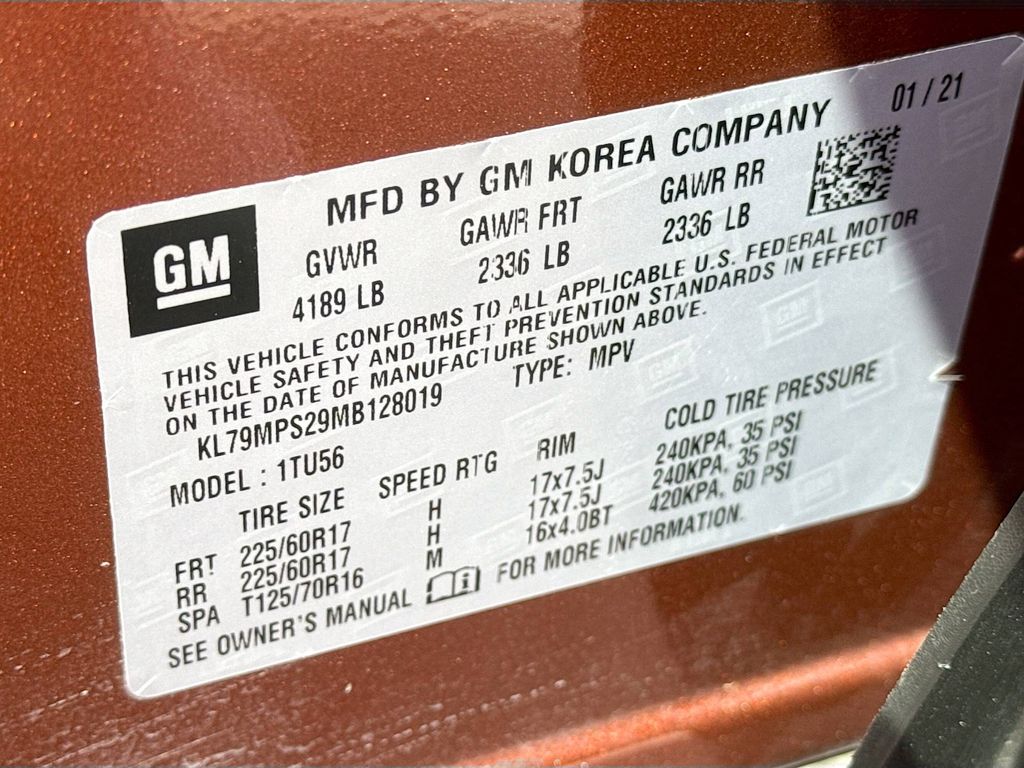 01 / 21
MFD BY GM KOREA COMPANY
GM
GVWR GAWR FRT GAWR RR
4189 LB 2336 LB 2336 LB
THIS VEHICLE CONFORMS TO ALL APPLICABLE U.S. FEDERAL MOTOR
VEHICLE SAFETY AND THEFT PREVENTION STANDARDS IN EFFECT
ON THE DATE OF MANUFACTURE SHOWN ABOVE.
KL79MPS29MB128019 TYPE: MPV
MODEL : 1TU56
TIRE SIZE SPEED RTG RIM COLD TIRE PRESSURE
FRT 225/60R17 H 17x7.5J 240KPA, 35 PSI
RR 225/60R17 H 17x7.5J 240KPA, 35 PSI
SPA T125/70R16 M 16x4.0BT 420KPA, 60 PSI
SEE OWNER'S MANUAL FOR MORE INFORMATION.